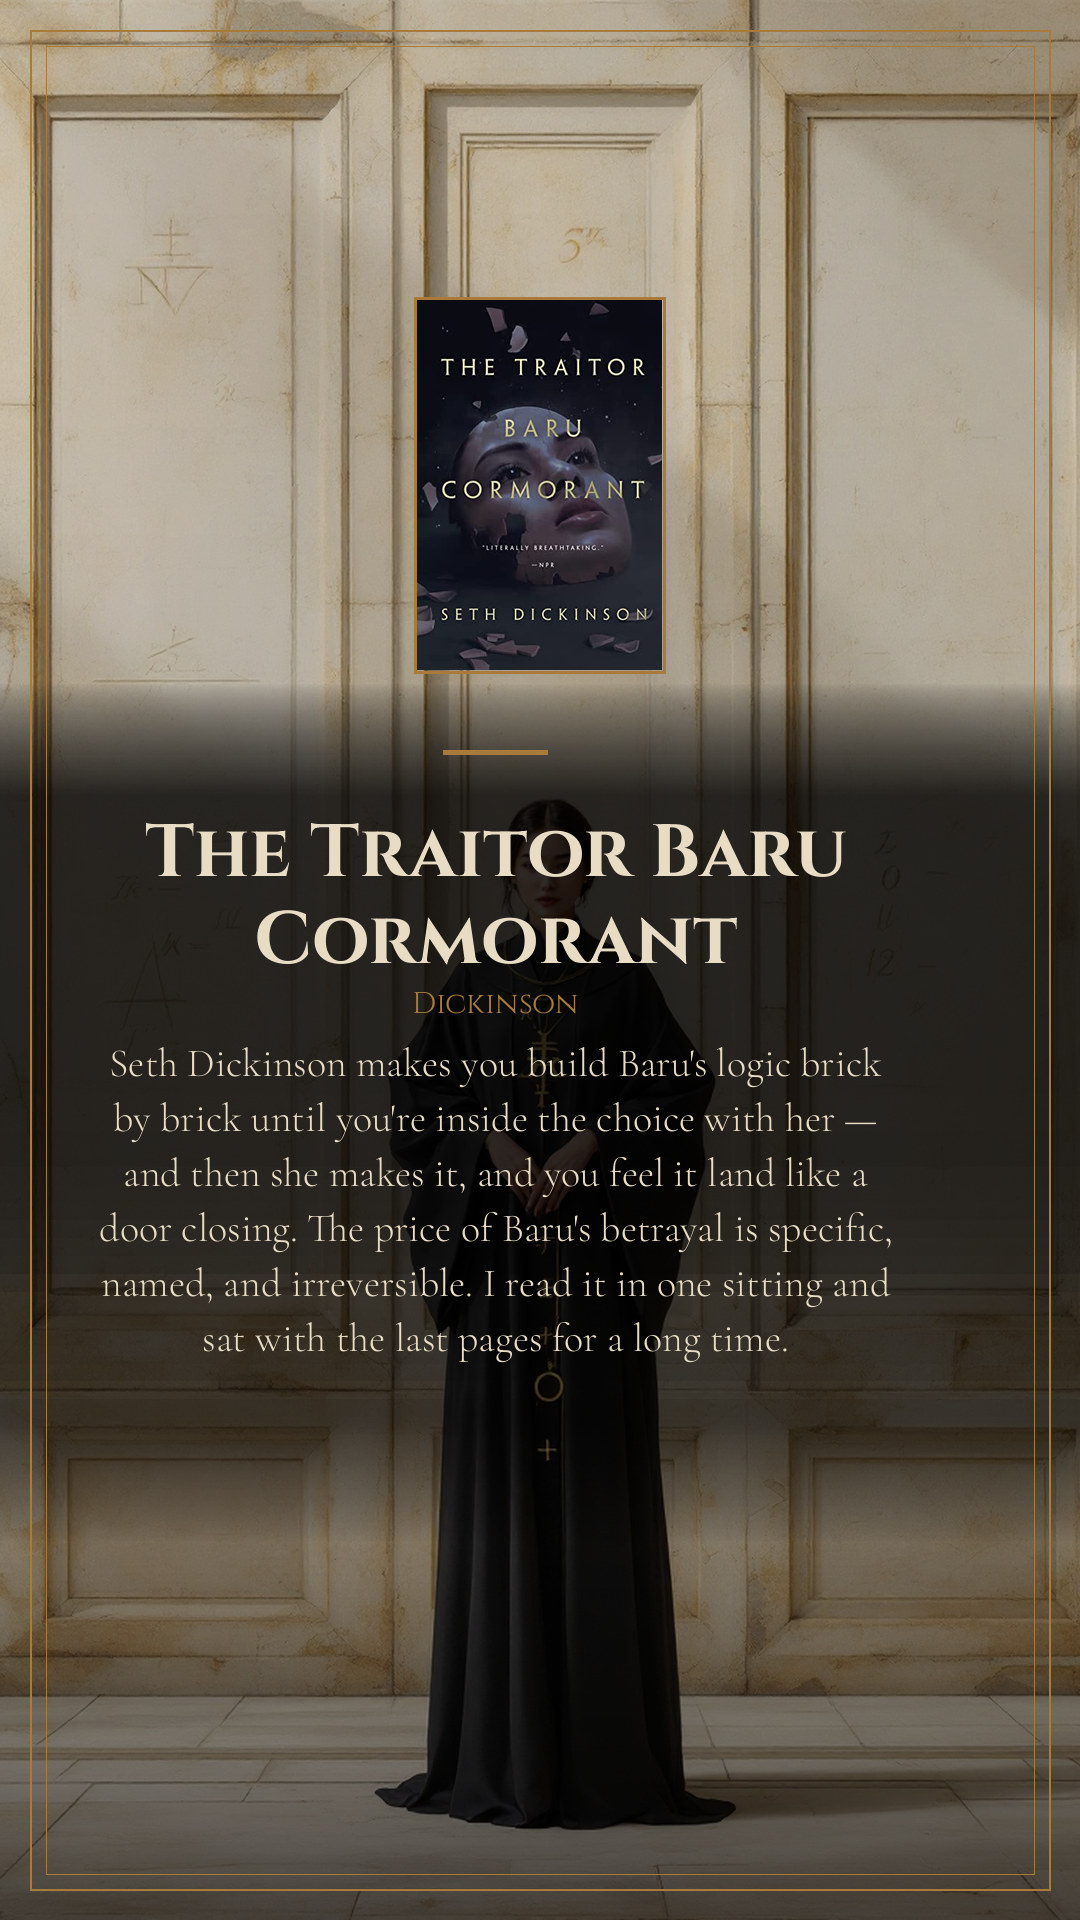 5
THE TRAITOR
BARU
CORMORANT
"LITERALLY BREATHTAKING."
—NPR
SETH DICKINSON
The Traitor Baru
Cormorant
Dickinson
Seth Dickinson makes you build Baru's logic brick
by brick until you're inside the choice with her —
and then she makes it, and you feel it land like a
door closing. The price of Baru's betrayal is specific,
named, and irreversible. I read it in one sitting and
sat with the last pages for a long time.